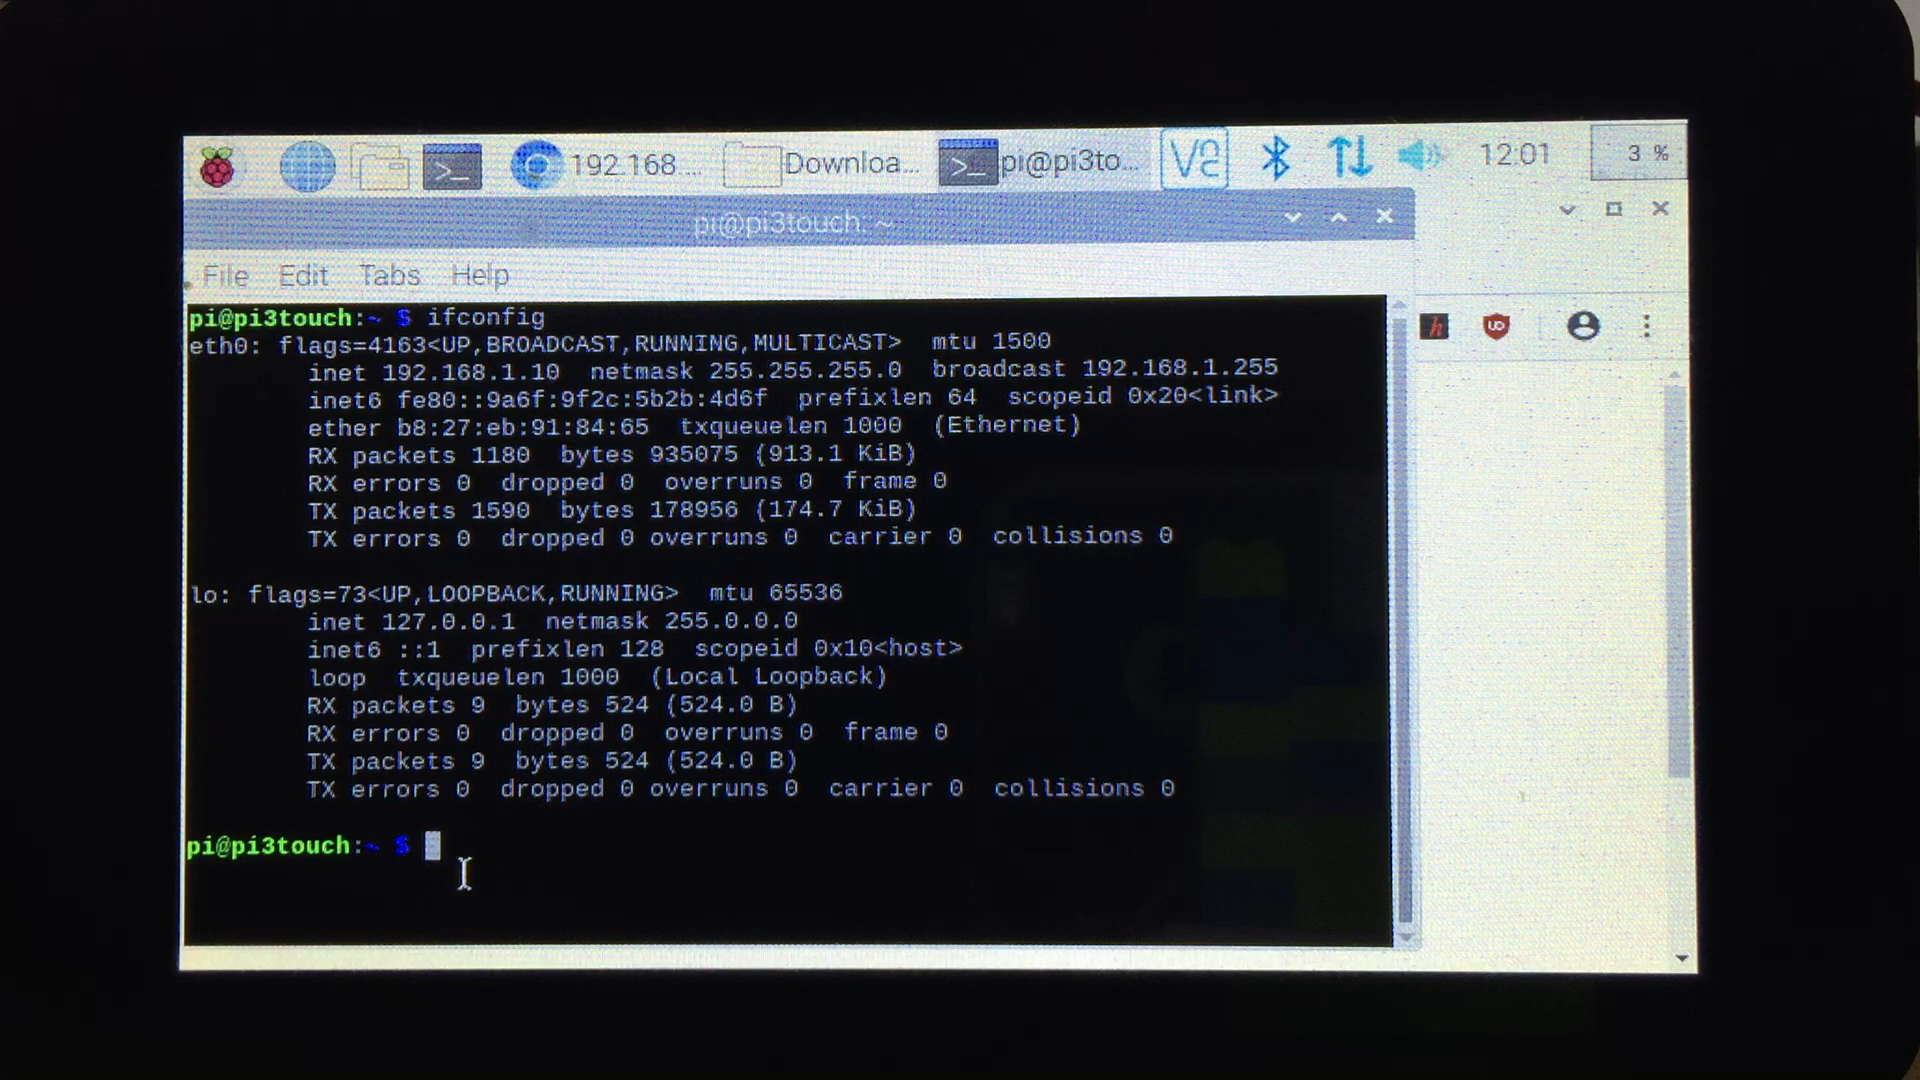 192.168....
Downloa...
pi@pi3to...
12:01
3 %
pi@pi3touch: ~
File Edit Tabs Help
pi@pi3touch:~ $ ifconfig
eth0: flags=4163<UP,BROADCAST,RUNNING,MULTICAST>  mtu 1500
        inet 192.168.1.10  netmask 255.255.255.0  broadcast 192.168.1.255
        inet6 fe80::9a6f:9f2c:5b2b:4d6f  prefixlen 64  scopeid 0x20<link>
        ether b8:27:eb:91:84:65  txqueuelen 1000  (Ethernet)
        RX packets 1180  bytes 935075 (913.1 KiB)
        RX errors 0  dropped 0  overruns 0  frame 0
        TX packets 1590  bytes 178956 (174.7 KiB)
        TX errors 0  dropped 0 overruns 0  carrier 0  collisions 0
lo: flags=73<UP,LOOPBACK,RUNNING>  mtu 65536
        inet 127.0.0.1  netmask 255.0.0.0
        inet6 ::1  prefixlen 128  scopeid 0x10<host>
        loop  txqueuelen 1000  (Local Loopback)
        RX packets 9  bytes 524 (524.0 B)
        RX errors 0  dropped 0  overruns 0  frame 0
        TX packets 9  bytes 524 (524.0 B)
        TX errors 0  dropped 0 overruns 0  carrier 0  collisions 0
pi@pi3touch:~ $